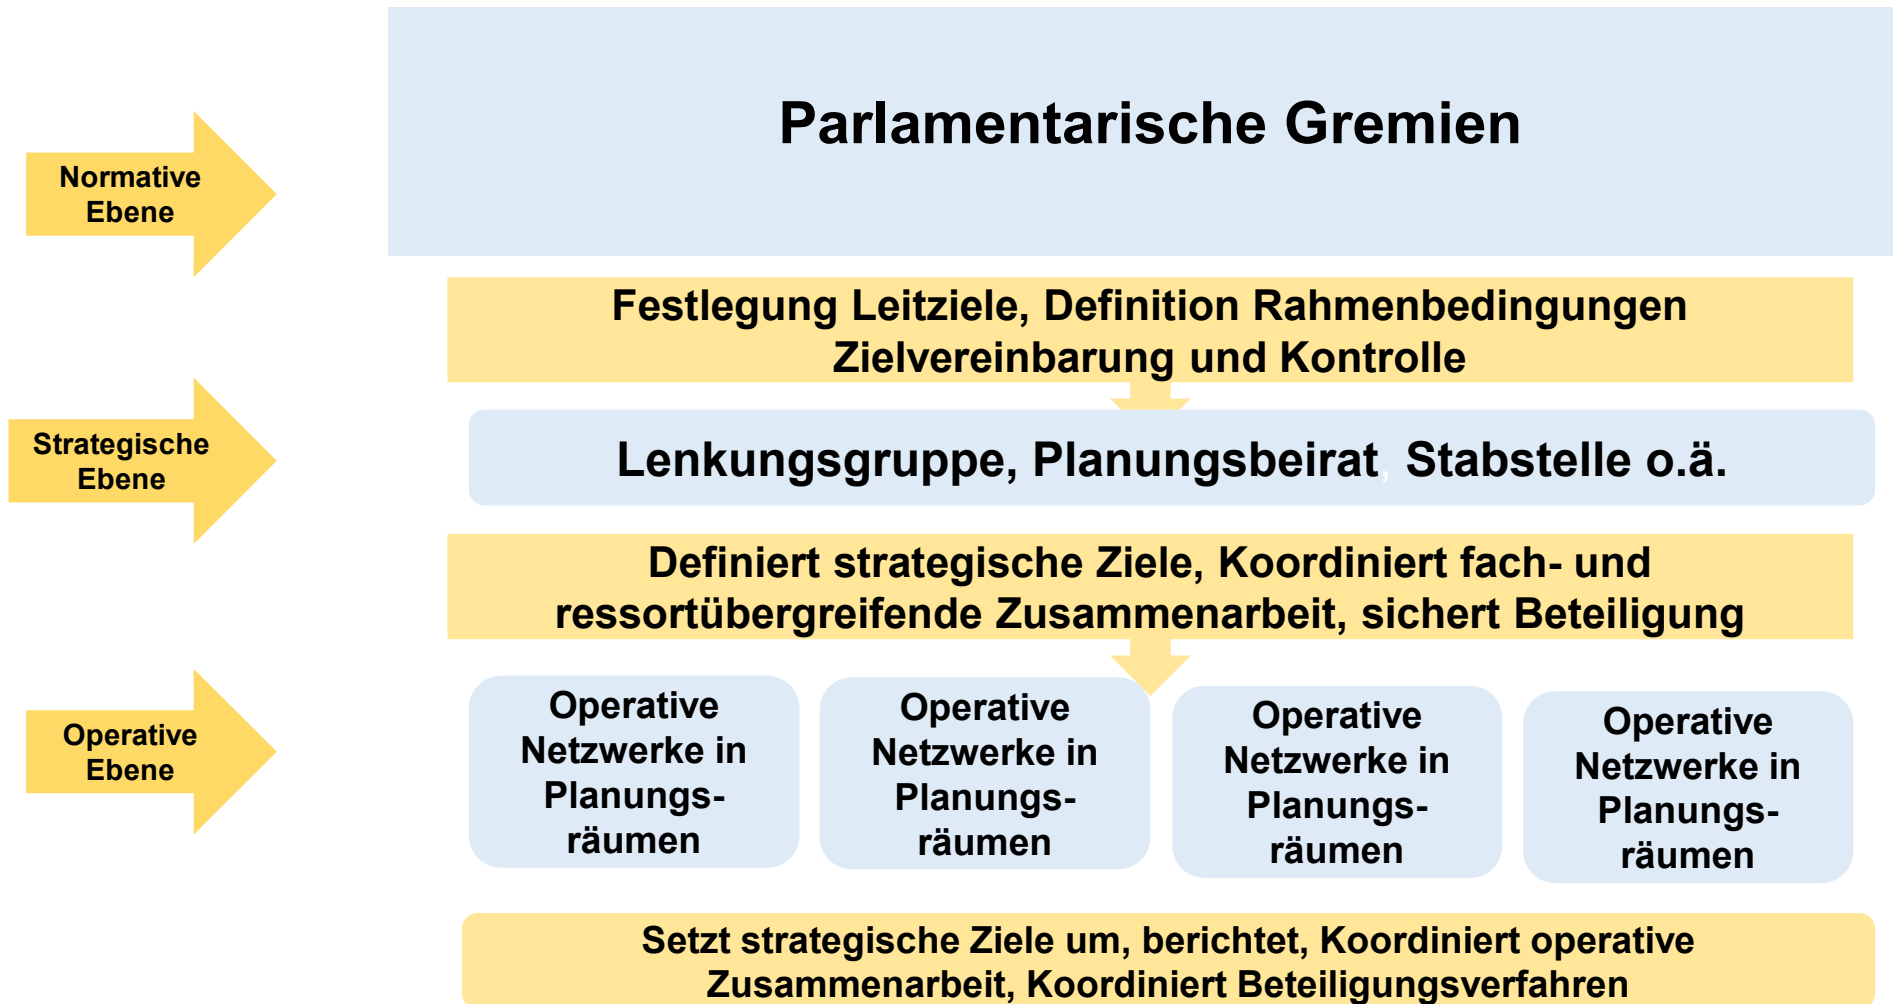 Parlamentarische Gremien
Normative
Ebene
Festlegung Leitziele, Definition Rahmenbedingungen
Zielvereinbarung und Kontrolle
Strategische
Ebene
Lenkungsgruppe, Planungsbeirat, Stabstelle o.ä.
Definiert strategische Ziele, Koordiniert fach- und
ressortübergreifende Zusammenarbeit, sichert Beteiligung
Operative
Ebene
Operative
Netzwerke in
Planungs-
räumen
Operative
Netzwerke in
Planungs-
räumen
Operative
Netzwerke in
Planungs-
räumen
Operative
Netzwerke in
Planungs-
räumen
Setzt strategische Ziele um, berichtet, Koordiniert operative
Zusammenarbeit, Koordiniert Beteiligungsverfahren